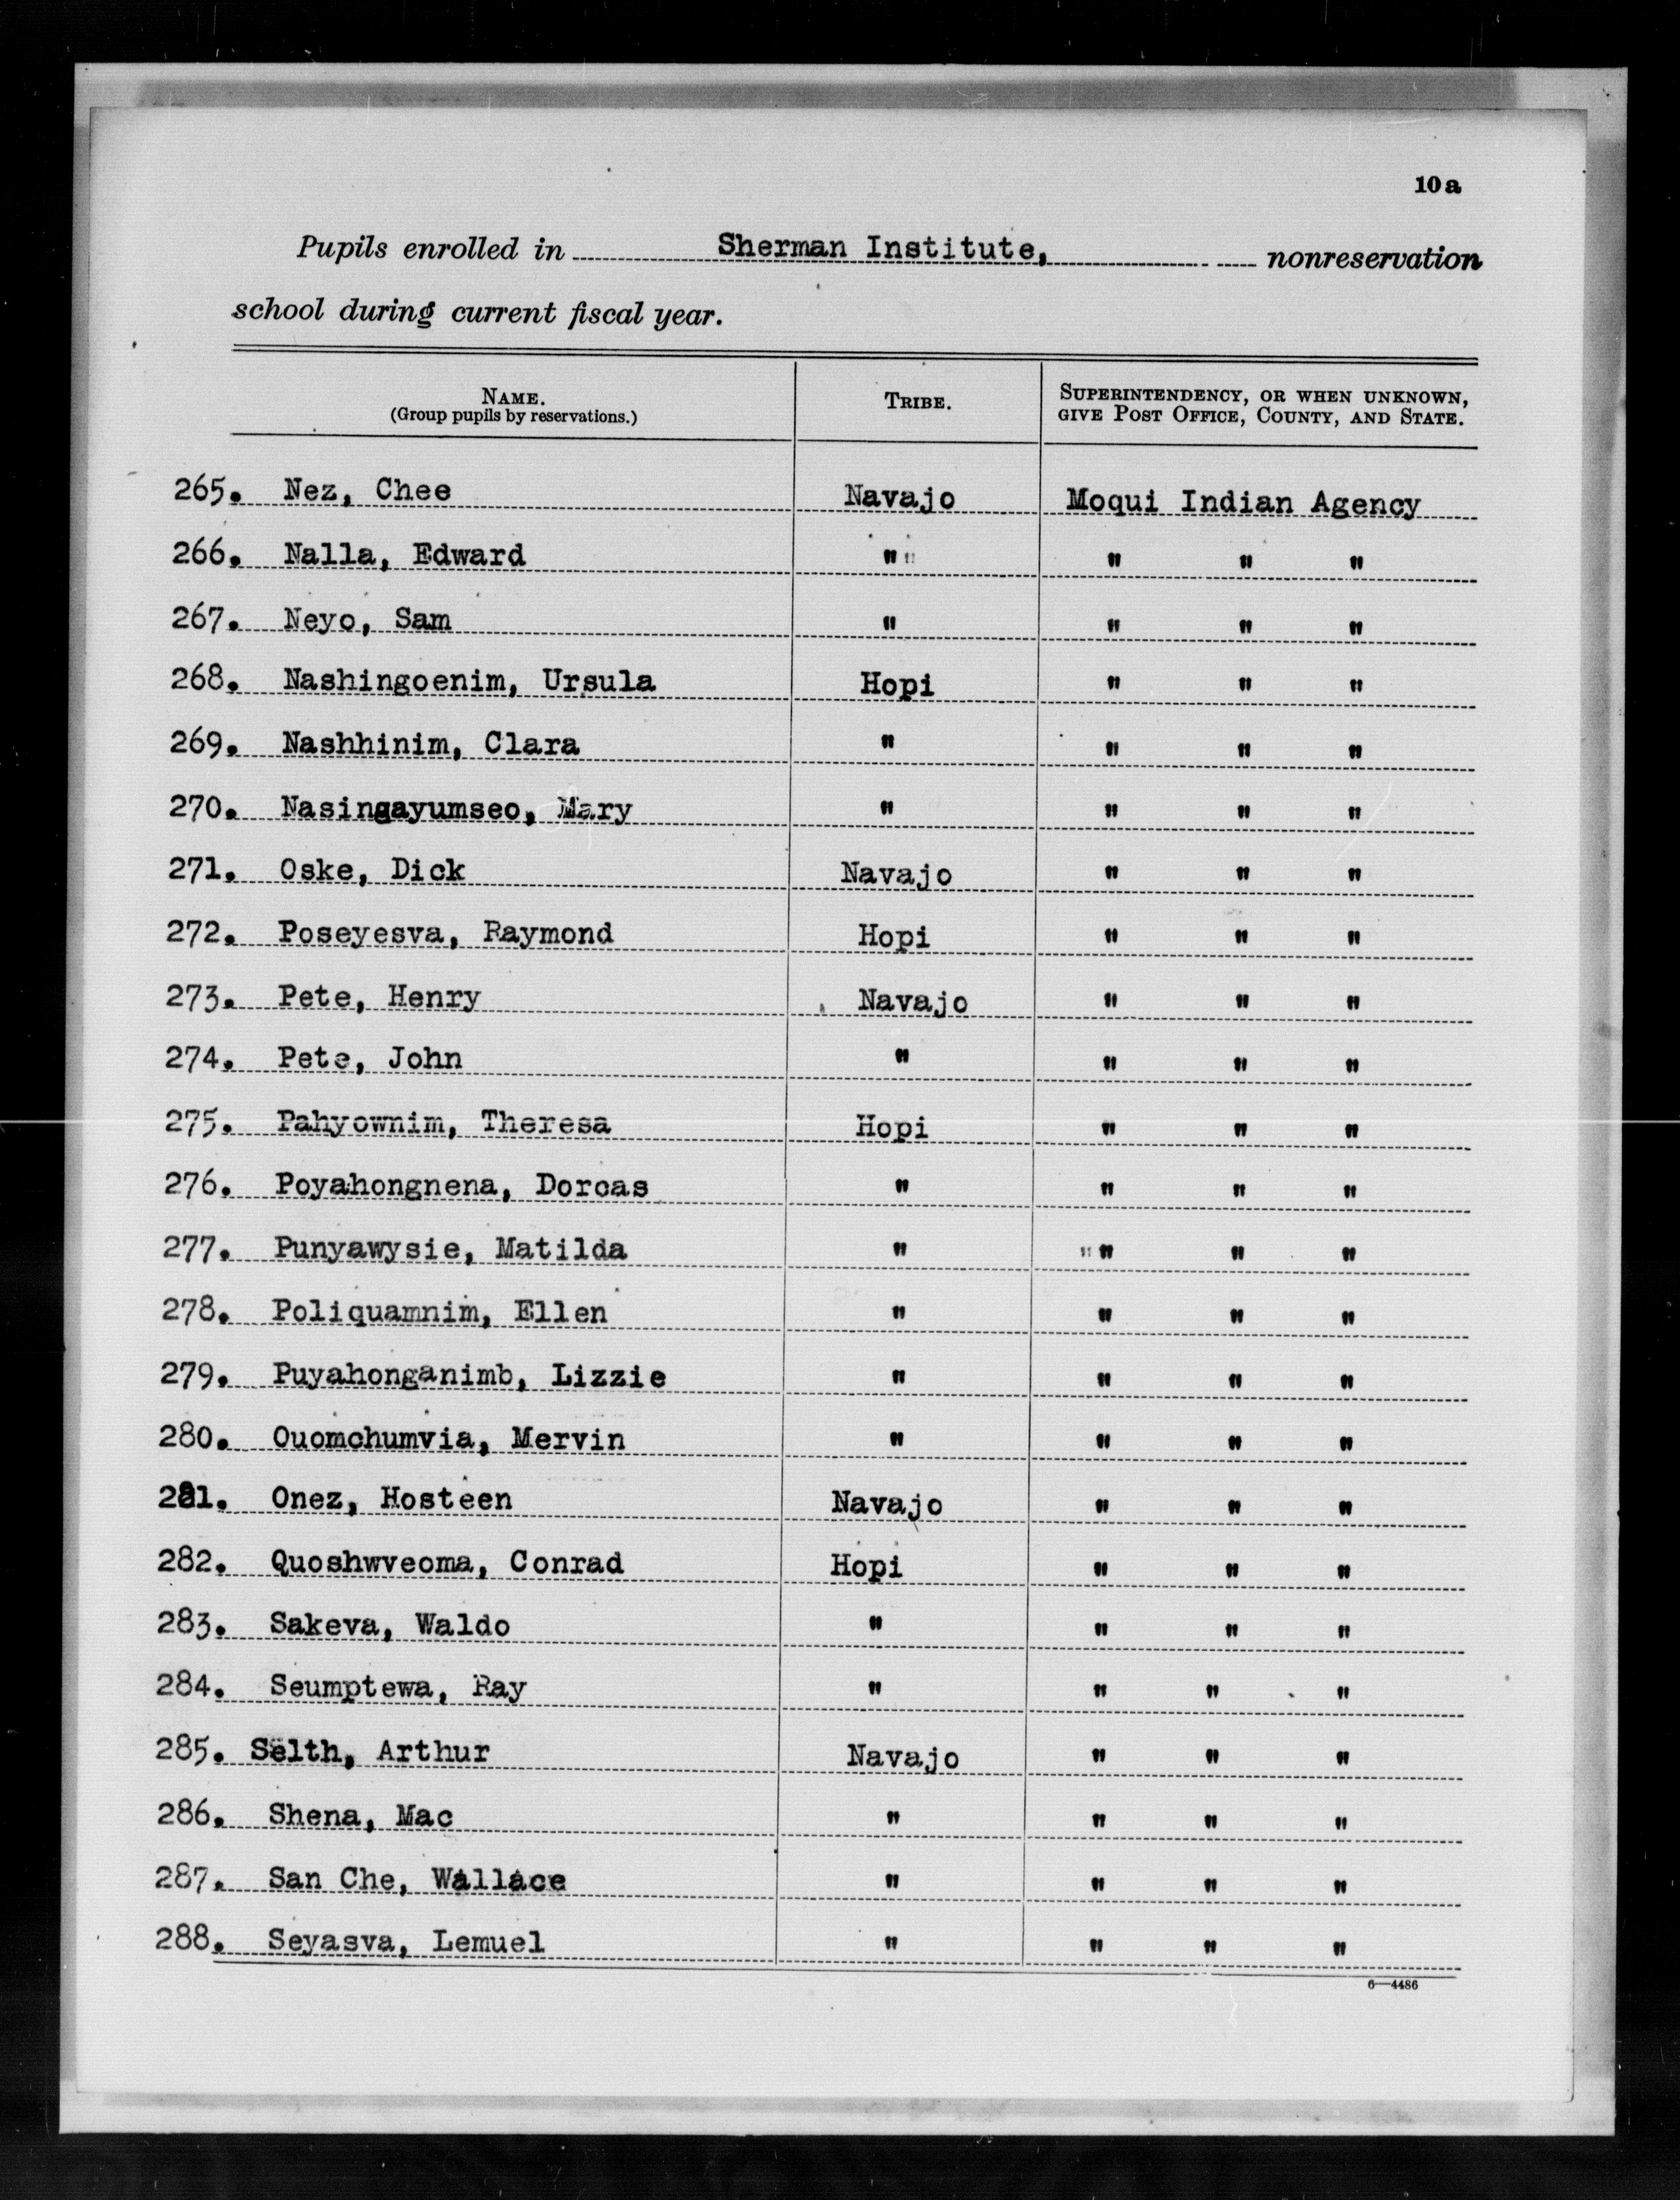 10a
Pupils enrolled in Sherman Institute, nonreservation
school during current fiscal year.
NAME. TRIBE. SUPERINTENDENCY, OR WHEN UNKNOWN,
(Group pupils by reservations.) GIVE POST OFFICE, COUNTY, AND STATE.
265. Nez, Chee Navajo Moqui Indian Agency
266. Nalla, Edward " " " "
267. Neyo, Sam " " " "
268. Nashingoenim, Ursula Hopi " " "
269. Nashhinim, Clara " " " "
270. Nasingayumseo, Mary " " " "
271. Oske, Dick Navajo " " "
272. Poseyesva, Raymond Hopi " " "
273. Pete, Henry Navajo " " "
274. Pete, John " " " "
275. Pahyownim, Theresa Hopi " " "
276. Poyahongnena, Dorcas " " " "
277. Punyawysie, Matilda " " " "
278. Poliquamnim, Ellen " " " "
279. Puyahonganimb, Lizzie " " " "
280. Ouomchumvia, Mervin " " " "
281. Onez, Hosteen Navajo " " "
282. Quoshwveoma, Conrad Hopi " " "
283. Sakeva, Waldo " " " "
284. Seumptewa, Ray " " " "
285. Selth, Arthur Navajo " " "
286. Shena, Mac " " " "
287. San Che, Wallace " " " "
288. Seyasva, Lemuel " " " "
6—4486